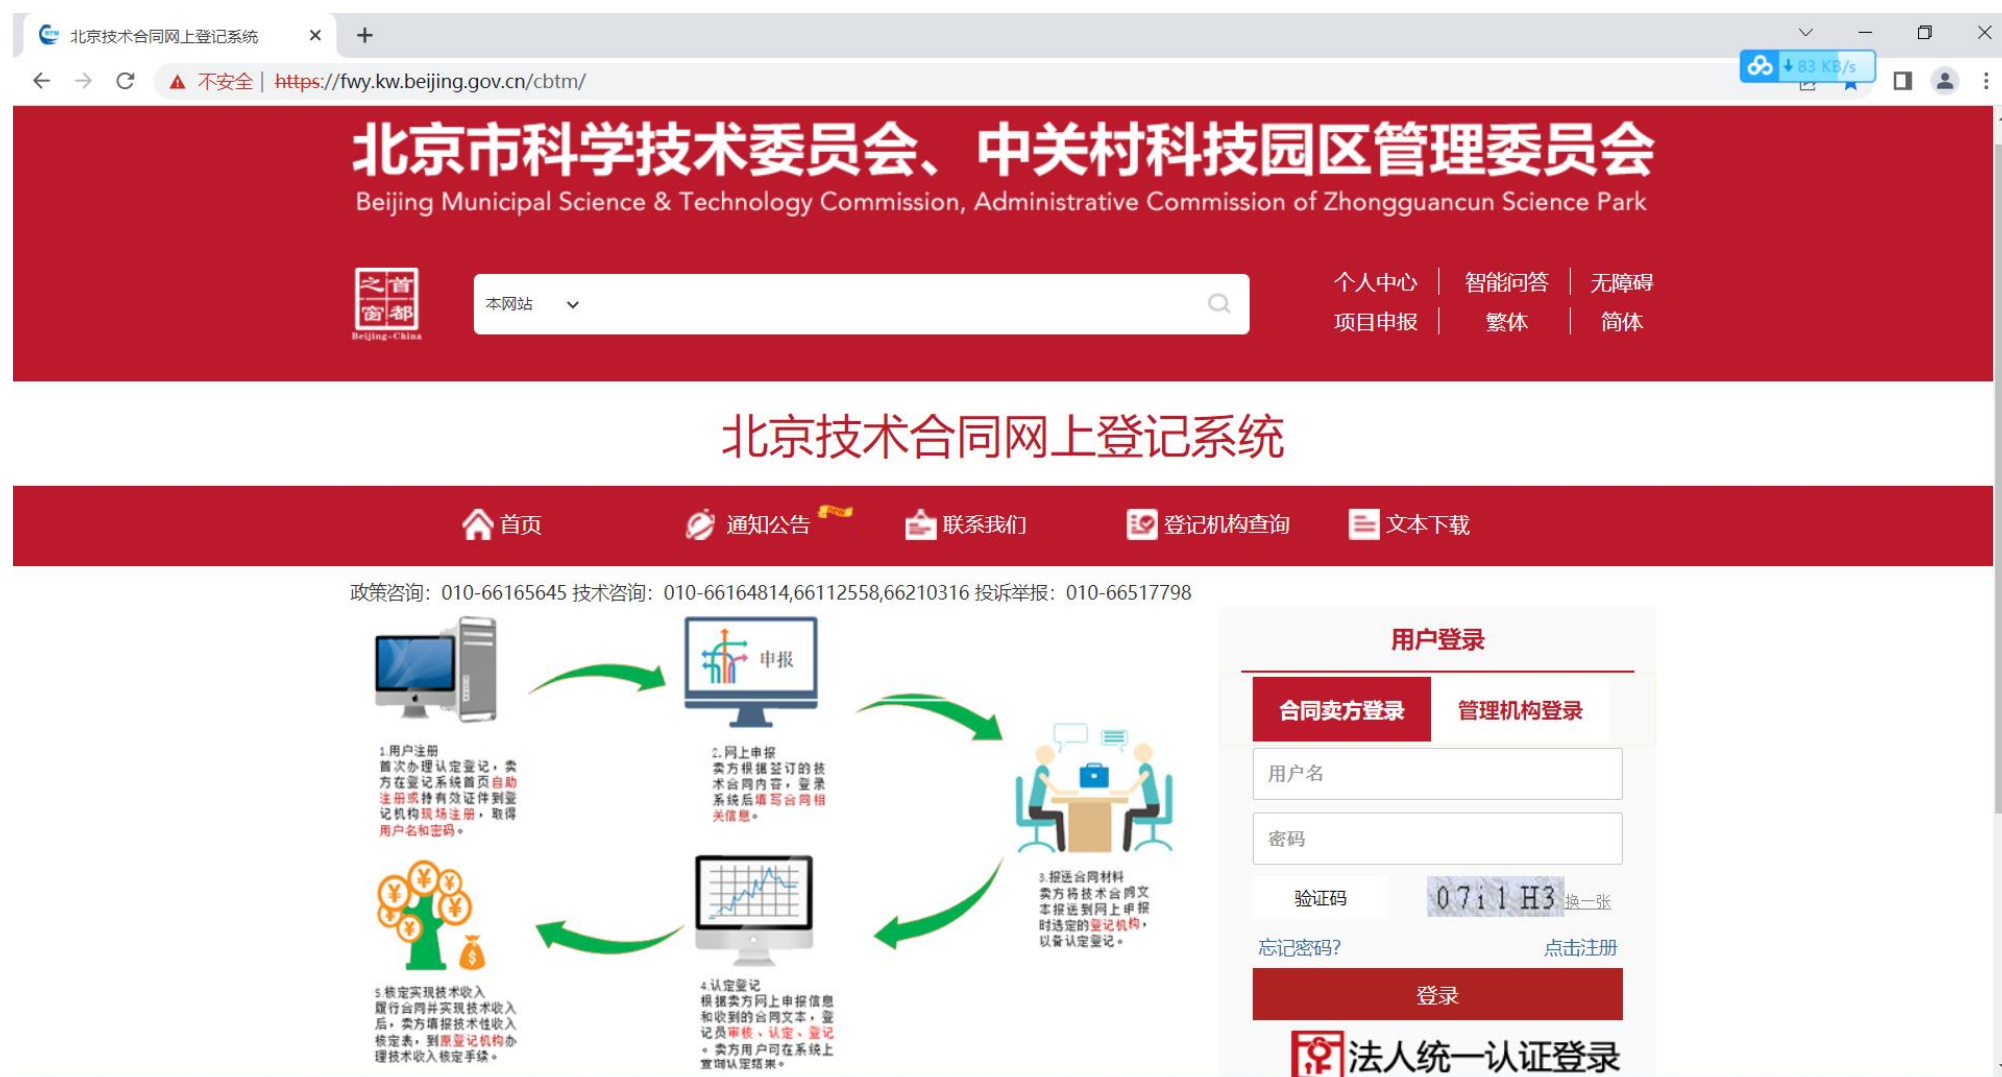 北京技术合同网上登记系统
不安全 | https://fwy.kw.beijing.gov.cn/cbtm/
83 KB/s
北京市科学技术委员会、中关村科技园区管理委员会
Beijing Municipal Science & Technology Commission, Administrative Commission of Zhongguancun Science Park
首都之窗
Beijing-China
本网站
个人中心 | 智能问答 | 无障碍
项目申报 | 繁体 | 简体
北京技术合同网上登记系统
首页 通知公告 联系我们 登记机构查询 文本下载
政策咨询：010-66165645 技术咨询：010-66164814,66112558,66210316 投诉举报：010-66517798
申报
1.用户注册
首次办理认定登记，卖
方在登记系统首页自助
注册或持有效证件到登
记机构现场注册，取得
用户名和密码。
2.网上申报
卖方根据签订的技
术合同内容，登录
系统后填写合同相
关信息。
3.报送合同材料
卖方将技术合同文
本报送到网上申报
时选定的登记机构，
以备认定登记。
4.认定登记
根据卖方网上申报信息
和收到的合同文本，登
记员审核、认定、登记
。卖方用户可在系统上
查询认定结果。
5.核定实现技术收入
履行合同并实现技术收入
后，卖方填报技术性收入
核定表，到原登记机构办
理技术收入核定手续。
用户登录
合同卖方登录 管理机构登录
用户名
密码
验证码 07i1H3 换一张
忘记密码? 点击注册
登录
法人统一认证登录